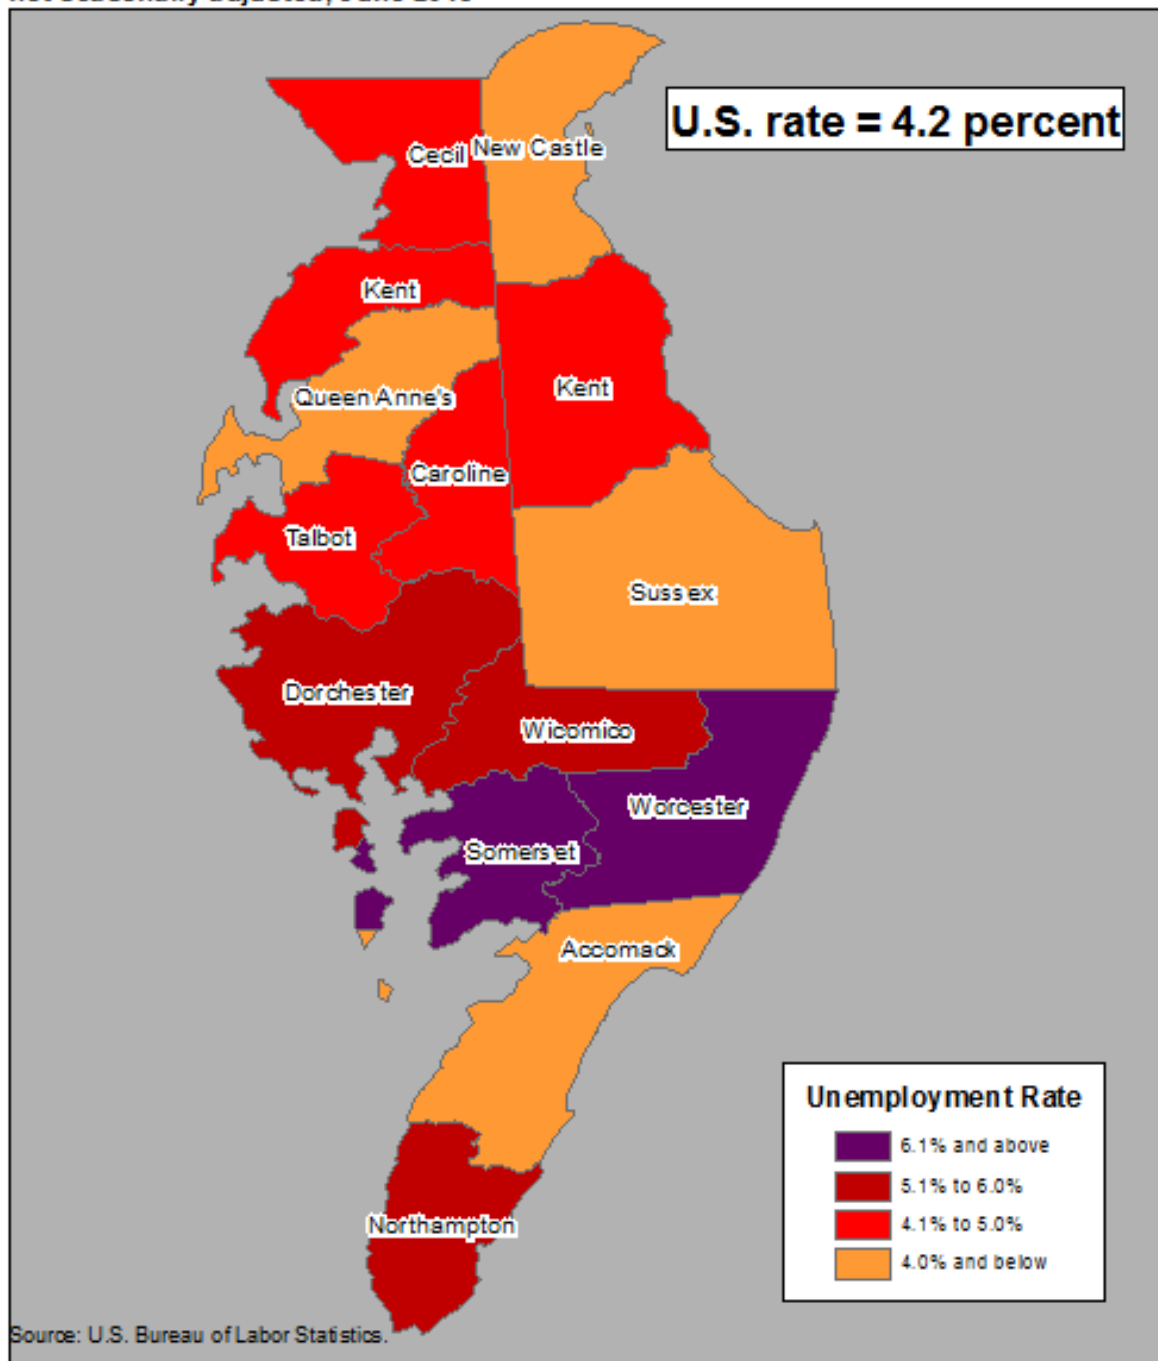 U.S. rate = 4.2 percent
New Castle
Cecil
Kent
Kent
Queen Anne's
Caroline
Talbot
Sussex
Dorchester
Wicomico
Worcester
Somerset
Accomack
Unemployment Rate
6.1% and above
5.1% to 6.0%
4.1% to 5.0%
4.0% and below
Northampton
Source: U.S. Bureau of Labor Statistics.